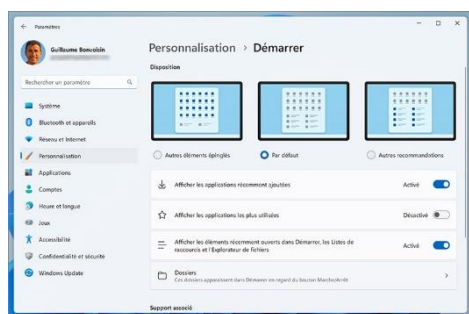 Paramètres
Guillaume Bonvoisin
Rechercher un paramètre
Système
Bluetooth et appareils
Réseau et Internet
Personnalisation
Applications
Comptes
Heure et langue
Jeux
Accessibilité
Confidentialité et sécurité
Windows Update
Personnalisation > Démarrer
Disposition
Autres éléments épinglés
Par défaut
Autres recommandations
Afficher les applications récemment ajoutées
Activé
Afficher les applications les plus utilisées
Désactivé
Afficher les éléments récemment ouverts dans Démarrer, les Listes de
raccourcis et l'Explorateur de fichiers
Activé
Dossiers
Ces dossiers apparaissent dans Démarrer en regard du bouton Marche/Arrêt
Support associé